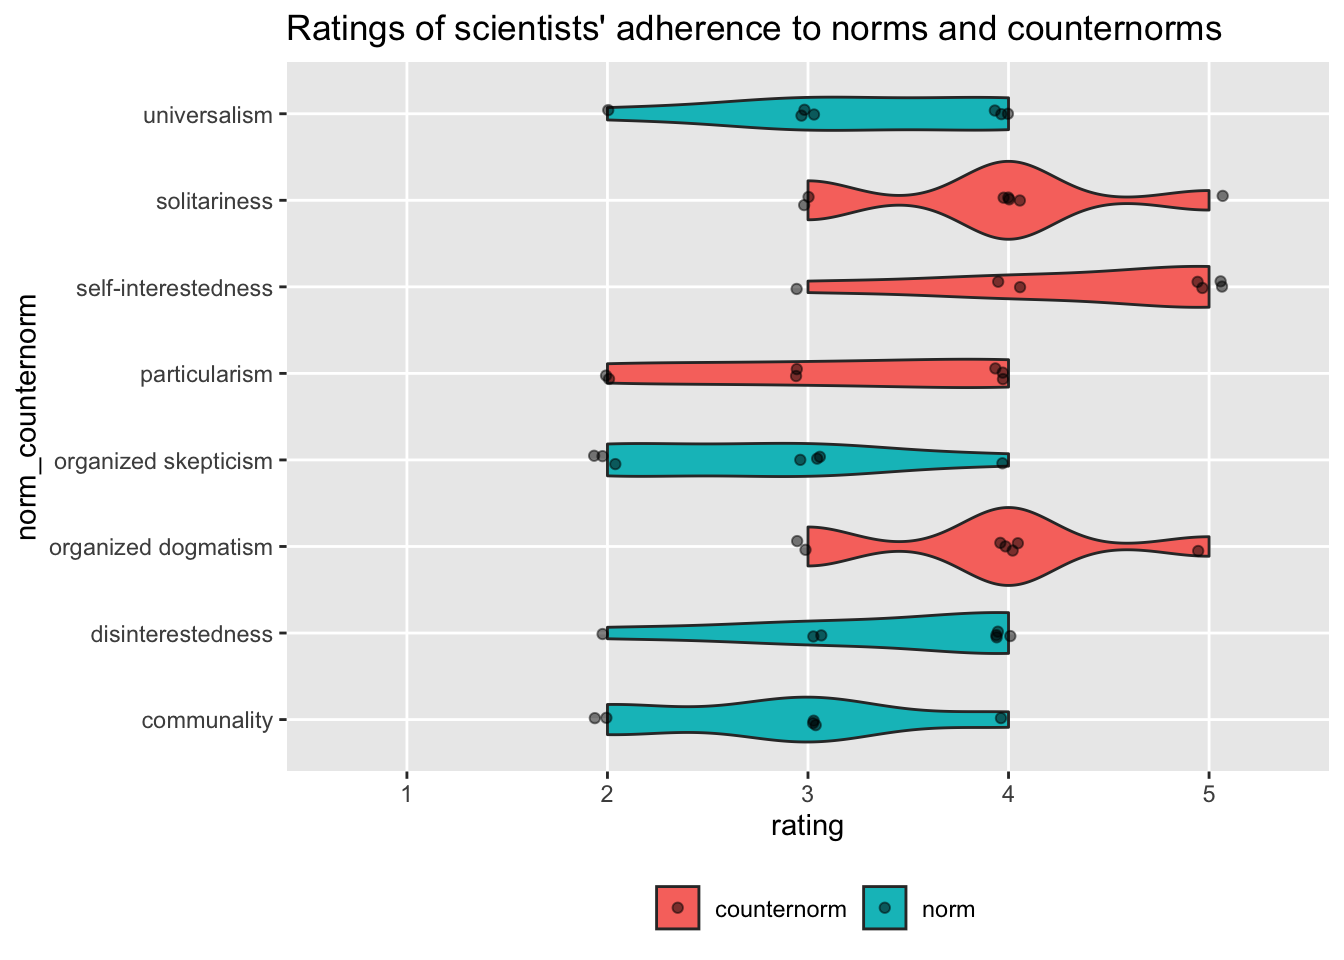 Ratings of scientists' adherence to norms and counternorms
norm_counternorm
universalism
solitariness
self-interestedness
particularism
organized skepticism
organized dogmatism
disinterestedness
communality
1 2 3 4 5
rating
counternorm norm